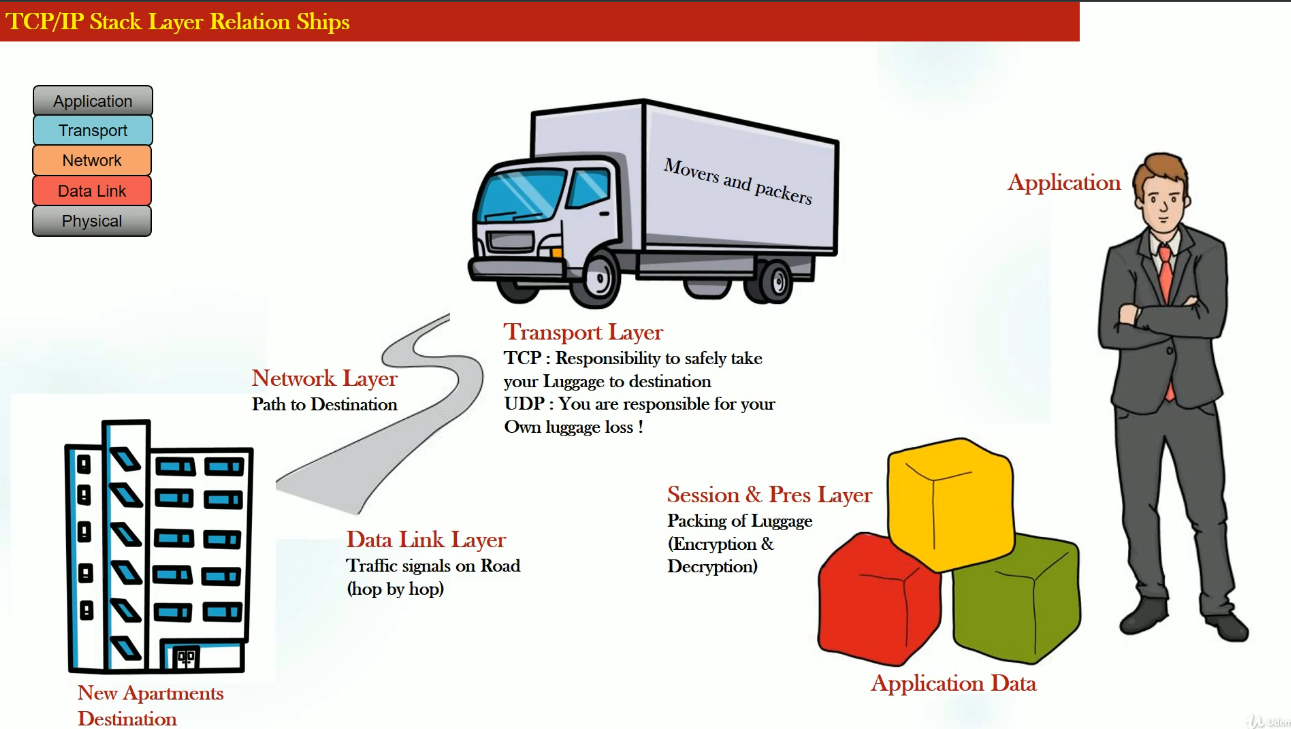 TCP/IP Stack Layer Relation Ships
Application
Transport
Network
Data Link
Physical
Movers and packers
Application
Transport Layer
TCP : Responsibility to safely take
your Luggage to destination
UDP : You are responsible for your
Own luggage loss !
Network Layer
Path to Destination
Session & Pres Layer
Packing of Luggage
(Encryption &
Decryption)
Data Link Layer
Traffic signals on Road
(hop by hop)
Application Data
New Apartments
Destination